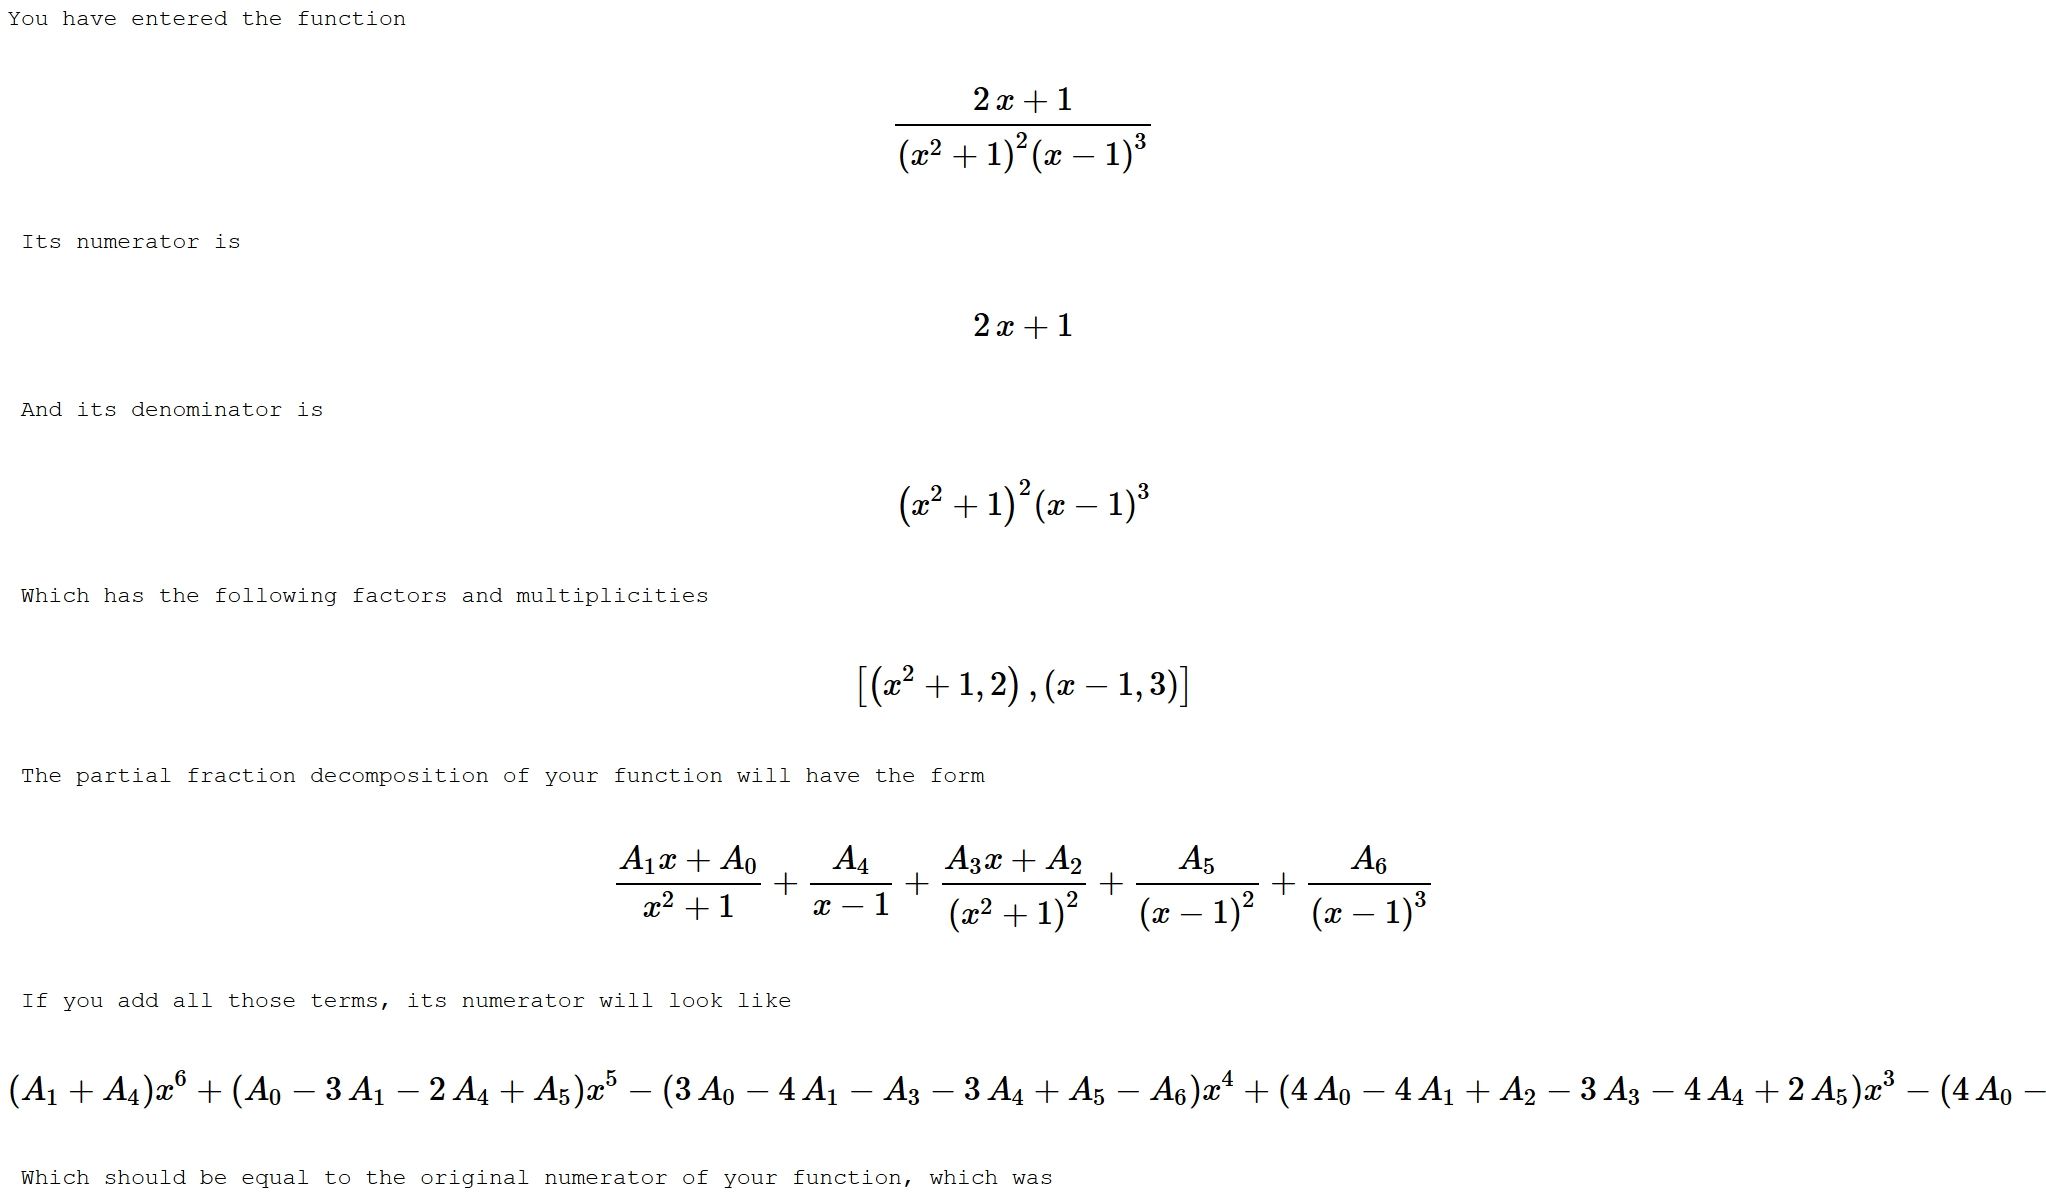 You have entered the function
\frac{2x+1}{(x^2+1)^2(x-1)^3}
Its numerator is
2x+1
And its denominator is
(x^2+1)^2(x-1)^3
Which has the following factors and multiplicities
[(x^2+1,2),(x-1,3)]
The partial fraction decomposition of your function will have the form
\frac{A_1x+A_0}{x^2+1}+\frac{A_4}{x-1}+\frac{A_3x+A_2}{(x^2+1)^2}+\frac{A_5}{(x-1)^2}+\frac{A_6}{(x-1)^3}
If you add all those terms, its numerator will look like
(A_1+A_4)x^6+(A_0-3A_1-2A_4+A_5)x^5-(3A_0-4A_1-A_3-3A_4+A_5-A_6)x^4+(4A_0-4A_1+A_2-3A_3-4A_4+2A_5)x^3-(4A_0-
Which should be equal to the original numerator of your function, which was